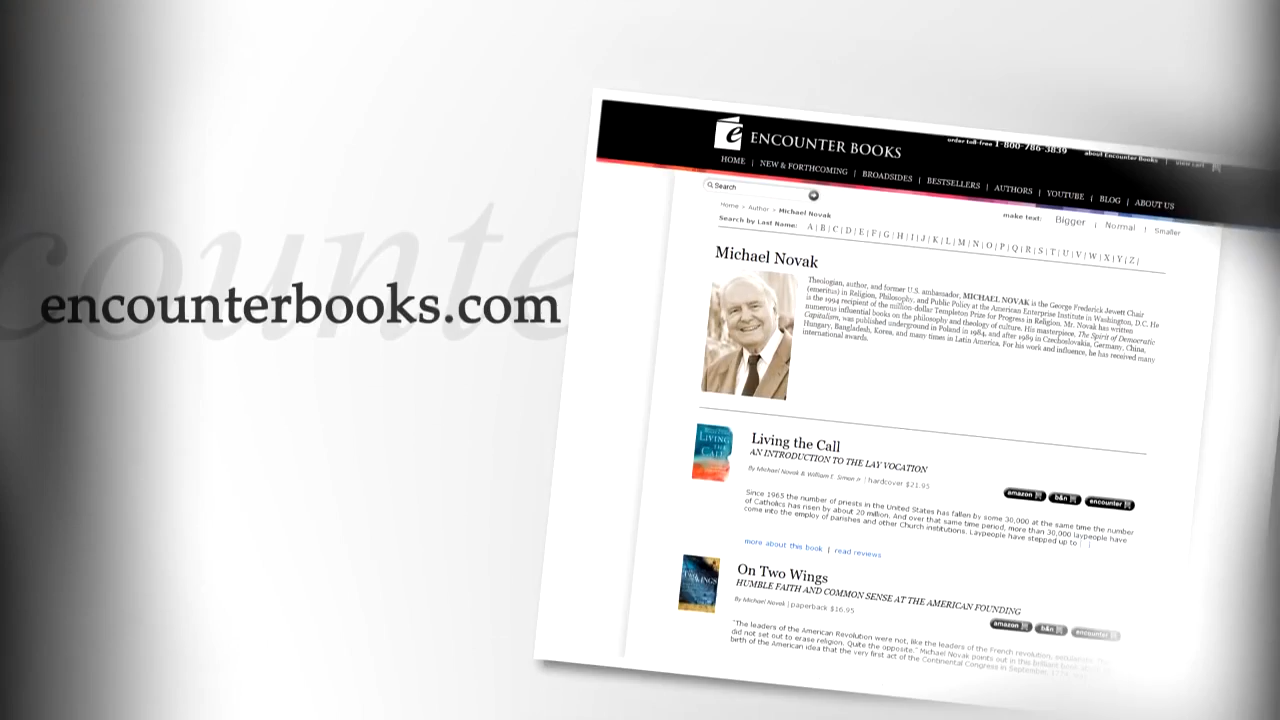 counte
encounterbooks.com
e ENCOUNTER BOOKS
order toll-free 1-800-786-3839 about Encounter Books | view cart
HOME | NEW & FORTHCOMING | BROADSIDES | BESTSELLERS | AUTHORS | YOUTUBE | BLOG | ABOUT US
Search
Home > Author > Michael Novak
make text: Bigger | Normal | Smaller
Search by Last Name: A | B | C | D | E | F | G | H | I | J | K | L | M | N | O | P | Q | R | S | T | U | V | W | X | Y | Z |
Michael Novak
Theologian, author, and former U.S. ambassador, MICHAEL NOVAK is the George Frederick Jewett Chair
(emeritus) in Religion, Philosophy, and Public Policy at the American Enterprise Institute in Washington, D.C. He
is the 1994 recipient of the million-dollar Templeton Prize for Progress in Religion. Mr. Novak has written
numerous influential books on the philosophy and theology of culture. His masterpiece, The Spirit of Democratic
Capitalism, was published underground in Poland in 1984, and after 1989 in Czechoslovakia, Germany, China,
Hungary, Bangladesh, Korea, and many times in Latin America. For his work and influence, he has received many
international awards.
LIVING
THE
CALL
Living the Call
AN INTRODUCTION TO THE LAY VOCATION
By Michael Novak & William E. Simon Jr | hardcover $21.95
amazon b&n encounter
Since 1965 the number of priests in the United States has fallen by some 30,000 at the same time the number
of Catholics has risen by about 20 million. And over that same time period, more than 30,000 laypeople have
come into the employ of parishes and other Church institutions. Laypeople have stepped up to
more about this book | read reviews
On Two Wings
HUMBLE FAITH AND COMMON SENSE AT THE AMERICAN FOUNDING
By Michael Novak | paperback $16.95
amazon b&n encounter
"The leaders of the American Revolution were not, like the leaders of the French revolution, secularists. 
did not set out to erase religion. Quite the opposite." Michael Novak points out in this brilliant book
birth of the American idea that the very first act of the Continental Congress in September, 1774,